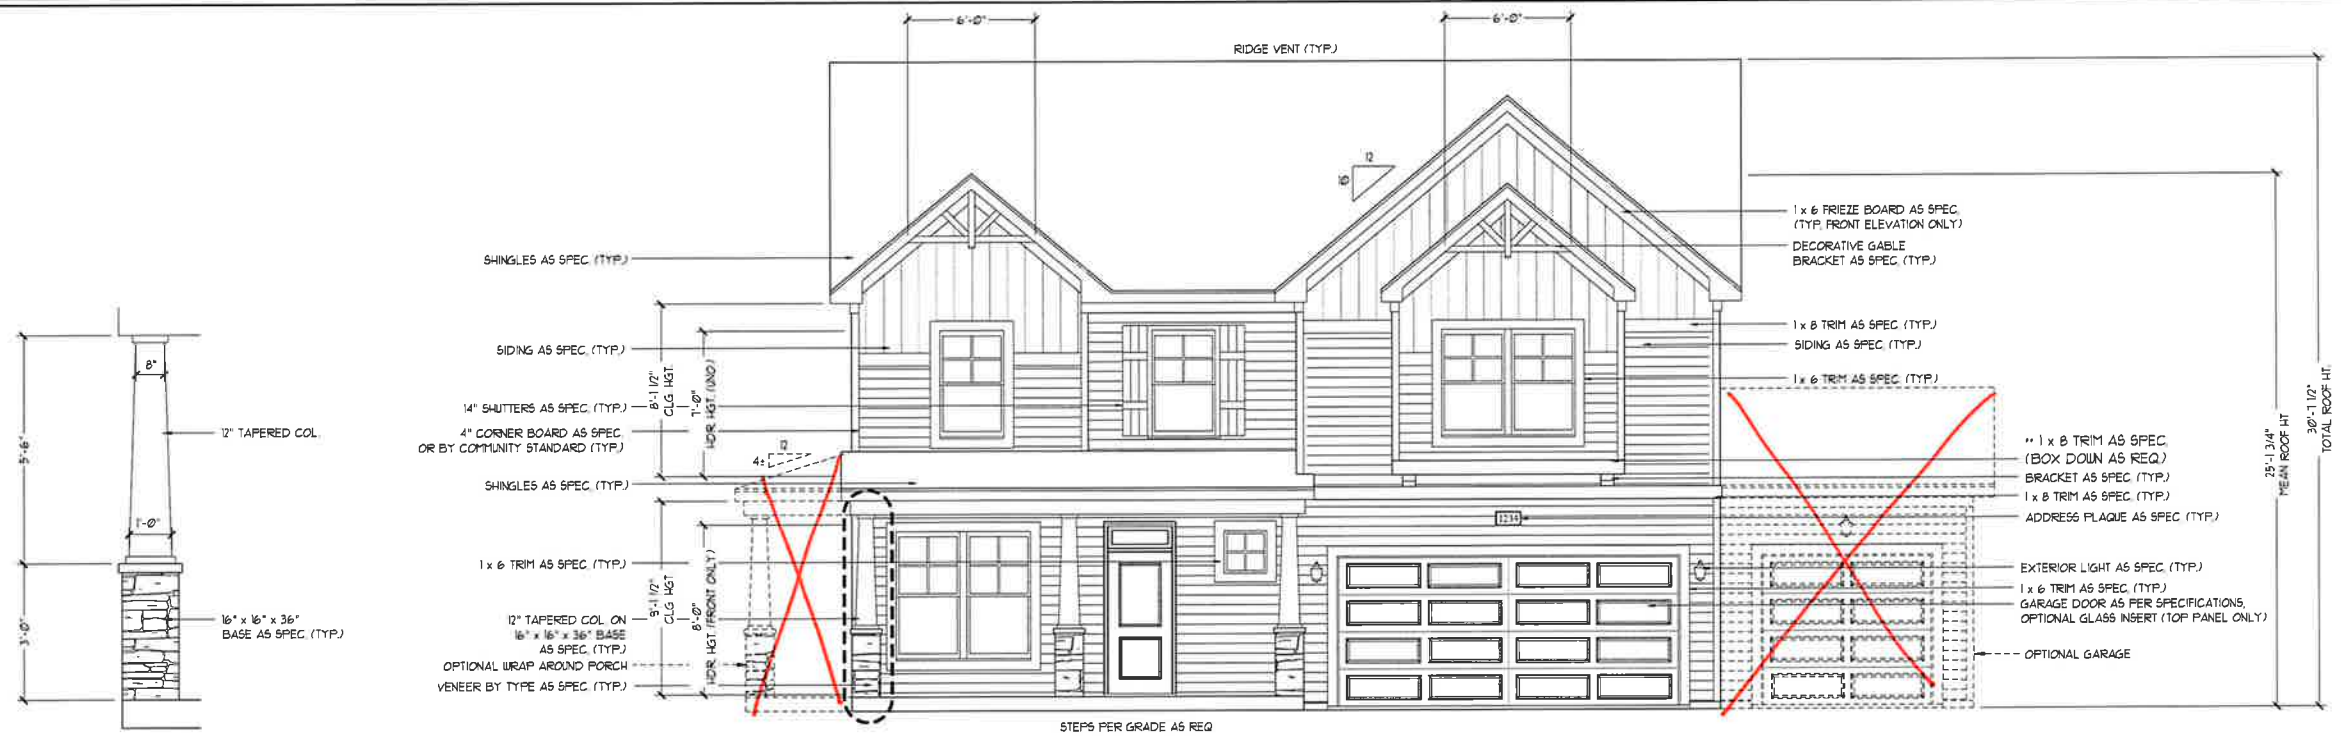 6'-0"
6'-0"
RIDGE VENT (TYP.)
12
1 x 6 FRIEZE BOARD AS SPEC.
(TYP. FRONT ELEVATION ONLY)
DECORATIVE GABLE
BRACKET AS SPEC. (TYP.)
SHINGLES AS SPEC. (TYP.)
1 x 8 TRIM AS SPEC. (TYP.)
SIDING AS SPEC. (TYP.)
SIDING AS SPEC. (TYP.)
1 x 6 TRIM AS SPEC. (TYP.)
8"
5'-6"
12" TAPERED COL.
1'-0"
3'-0"
16" x 16" x 36"
BASE AS SPEC. (TYP.)
8'-1 1/2"
CLG HGT.
7'-0"
HDR. HGT. (UNO)
14" SHUTTERS AS SPEC. (TYP.)
4" CORNER BOARD AS SPEC.
OR BY COMMUNITY STANDARD (TYP.)
12
4±
SHINGLES AS SPEC. (TYP.)
9'-1 1/2"
CLG HGT
8'-0"
HDR. HGT. (FRONT ONLY)
1 x 6 TRIM AS SPEC. (TYP.)
12" TAPERED COL ON
16" x 16" x 36" BASE
AS SPEC. (TYP.)
OPTIONAL WRAP AROUND PORCH
VENEER BY TYPE AS SPEC. (TYP.)
1234
STEPS PER GRADE AS REQ
** 1 x 8 TRIM AS SPEC.
(BOX DOWN AS REQ.)
BRACKET AS SPEC. (TYP.)
1 x 8 TRIM AS SPEC. (TYP.)
ADDRESS PLAQUE AS SPEC (TYP.)
EXTERIOR LIGHT AS SPEC. (TYP.)
1 x 6 TRIM AS SPEC. (TYP.)
GARAGE DOOR AS PER SPECIFICATIONS,
OPTIONAL GLASS INSERT (TOP PANEL ONLY)
OPTIONAL GARAGE
25'-1 3/4"
MEAN ROOF HT
30'-7 1/2"
TOTAL ROOF HT.